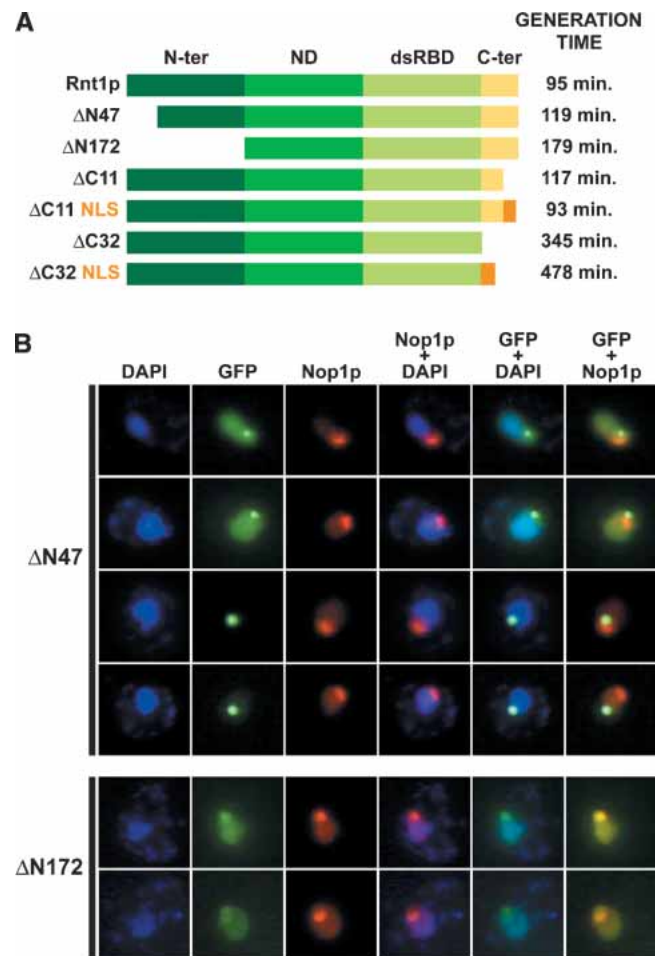 A
GENERATION
TIME
N-ter ND dsRBD C-ter
Rnt1p 95 min.
ΔN47 119 min.
ΔN172 179 min.
ΔC11 117 min.
ΔC11 NLS 93 min.
ΔC32 345 min.
ΔC32 NLS 478 min.
B
DAPI GFP Nop1p Nop1p + DAPI GFP + DAPI GFP + Nop1p
ΔN47
ΔN172